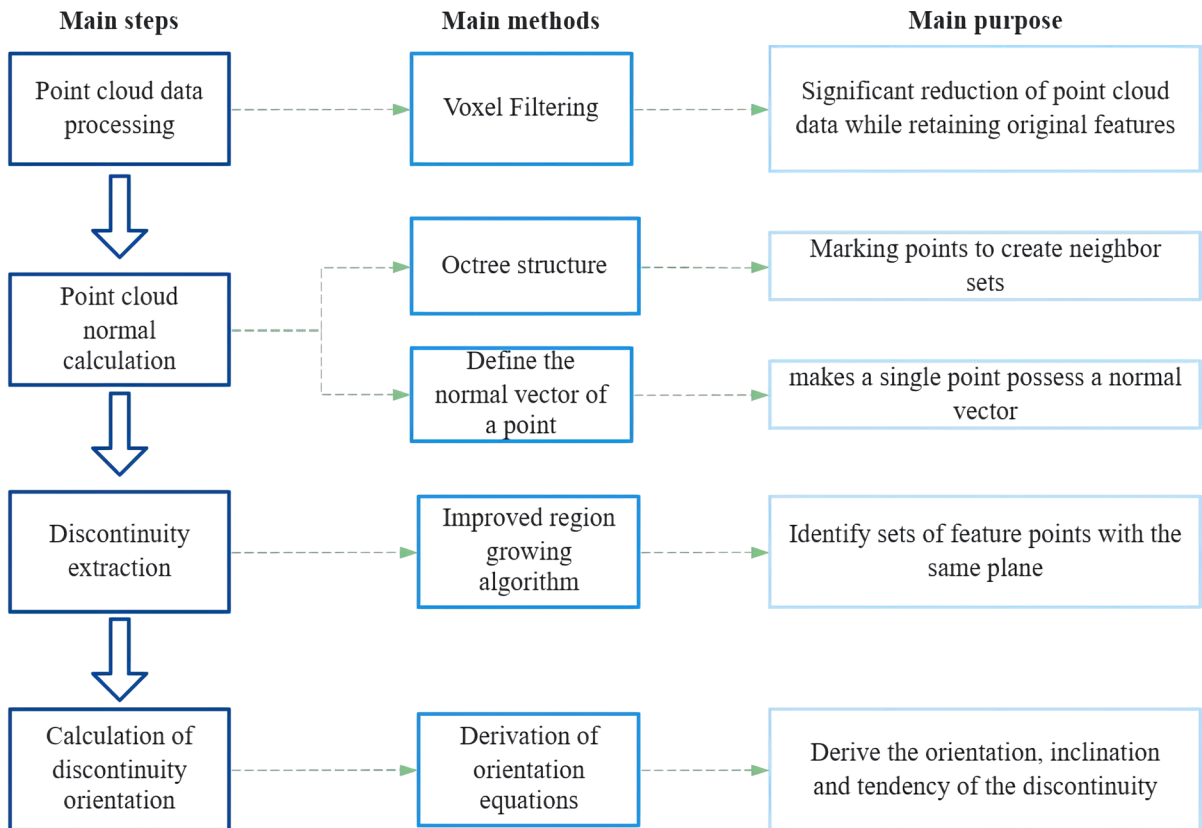 Main steps
Main methods
Main purpose
Point cloud data
processing
Voxel Filtering
Significant reduction of point cloud
data while retaining original features
Point cloud
normal
calculation
Octree structure
Marking points to create neighbor
sets
Define the
normal vector of
a point
makes a single point possess a normal
vector
Discontinuity
extraction
Improved region
growing
algorithm
Identify sets of feature points with the
same plane
Calculation of
discontinuity
orientation
Derivation of
orientation
equations
Derive the orientation, inclination
and tendency of the discontinuity